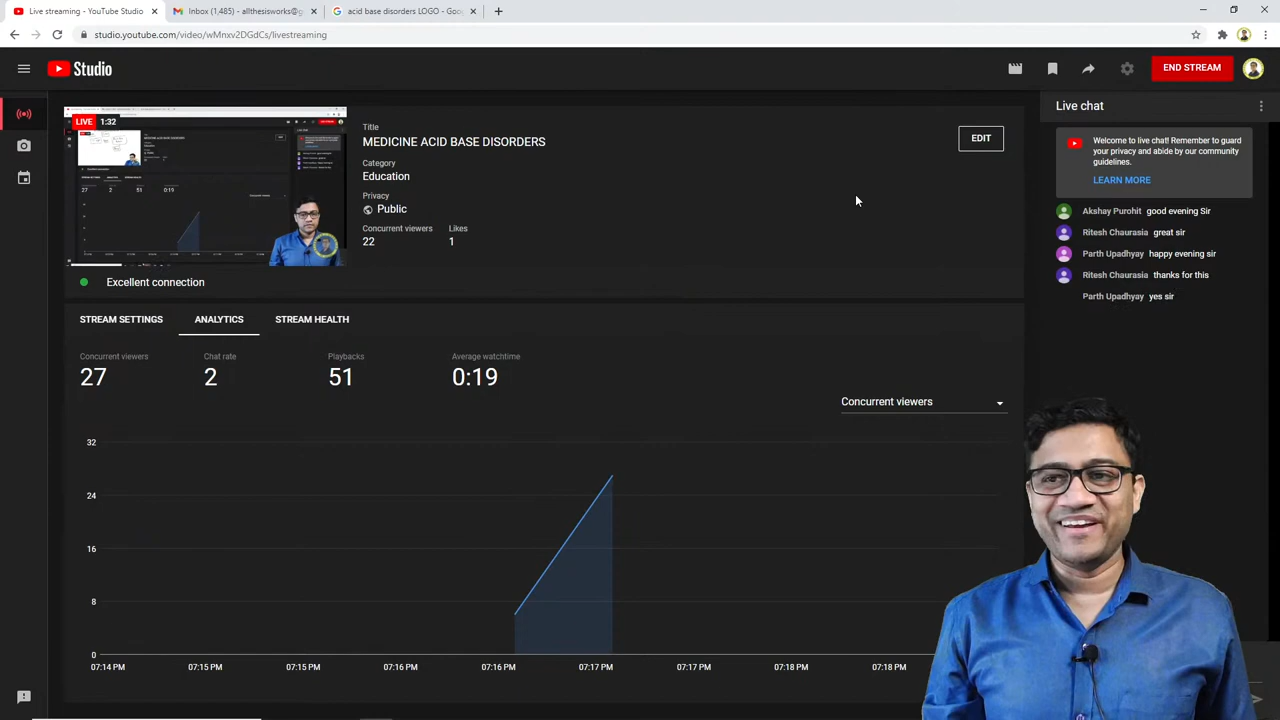 Live streaming - YouTube Studio
Inbox (1,485) - allthesisworks@g
acid base disorders LOGO - Goo
studio.youtube.com/video/wMnxv2DGdCs/livestreaming
Studio
END STREAM
LIVE 1:32
Title
MEDICINE ACID BASE DISORDERS
EDIT
Category
Education
Privacy
Public
Concurrent viewers Likes
22 1
Excellent connection
STREAM SETTINGS ANALYTICS STREAM HEALTH
Concurrent viewers Chat rate Playbacks Average watchtime
27 2 51 0:19
Concurrent viewers
32
24
16
8
0
07:14 PM 07:15 PM 07:15 PM 07:16 PM 07:16 PM 07:17 PM 07:17 PM 07:18 PM 07:18 PM
Live chat
Welcome to live chat! Remember to guard
your privacy and abide by our community
guidelines.
LEARN MORE
Akshay Purohit good evening Sir
Ritesh Chaurasia great sir
Parth Upadhyay happy evening sir
Ritesh Chaurasia thanks for this
Parth Upadhyay yes sir